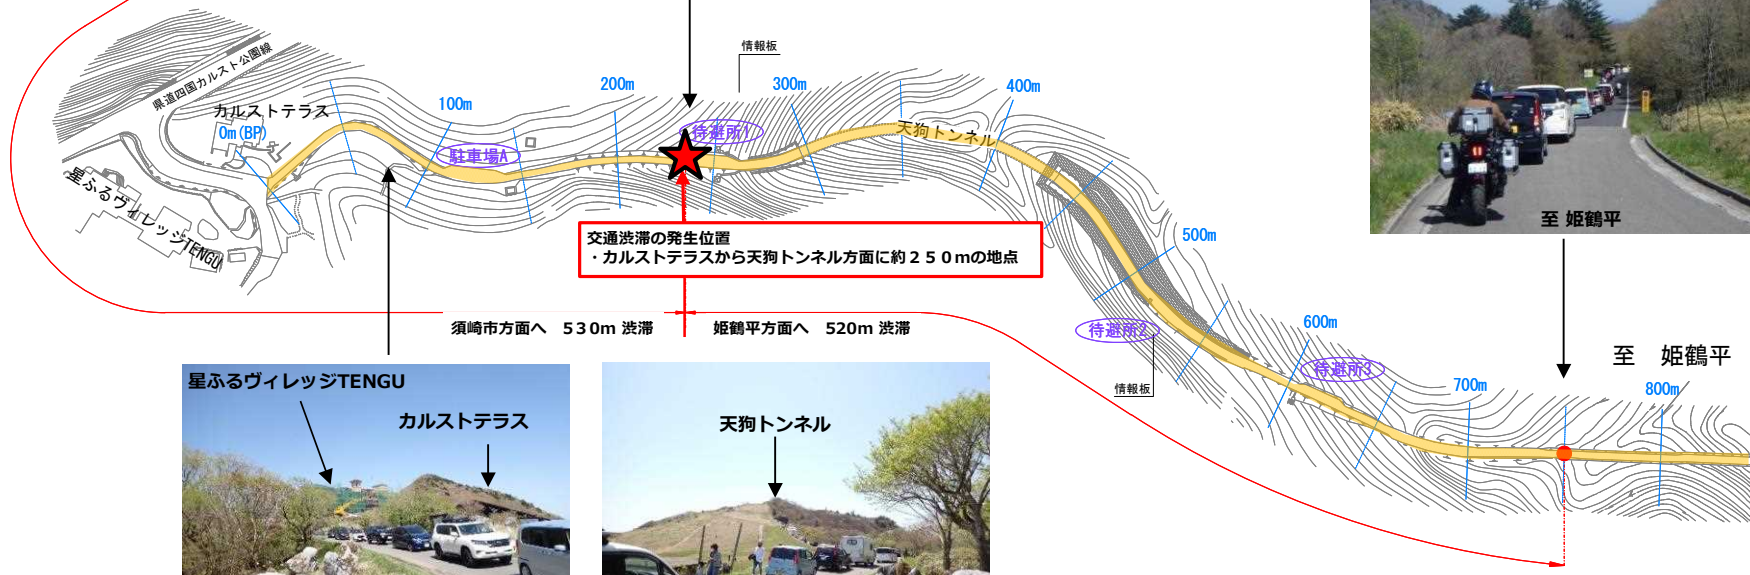 県道四国カルスト公園線
カルストテラス
0m(BP)
星ふるヴィレッジTENGU
100m
駐車場A
200m
情報板
待避所1
300m
天狗トンネル
400m
交通渋滞の発生位置
・カルストテラスから天狗トンネル方面に約250mの地点
須崎市方面へ 530m 渋滞
姫鶴平方面へ 520m 渋滞
500m
待避所2
情報板
600m
待避所3
700m
800m
至 姫鶴平
至 姫鶴平
星ふるヴィレッジTENGU
カルストテラス
天狗トンネル